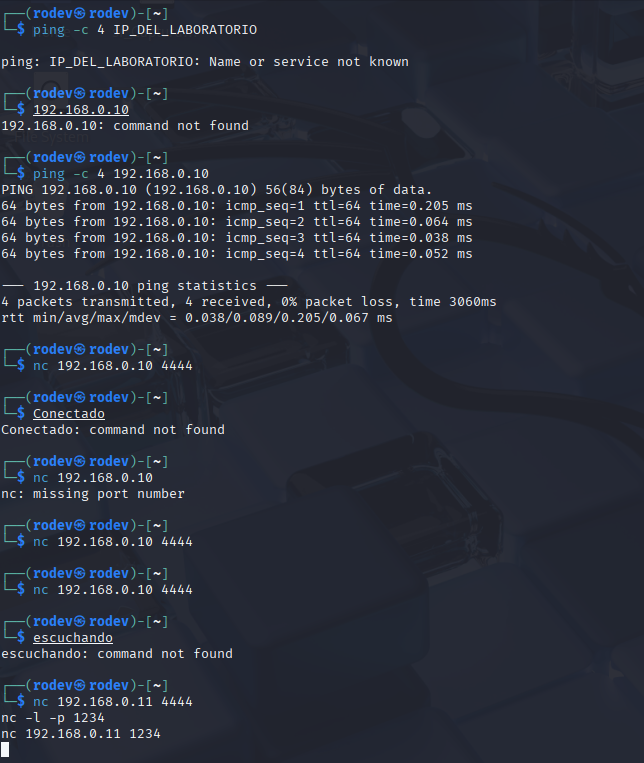 ┌──(rodev㉿rodev)-[~]
└─$ ping -c 4 IP_DEL_LABORATORIO
ping: IP_DEL_LABORATORIO: Name or service not known
┌──(rodev㉿rodev)-[~]
└─$ 192.168.0.10
192.168.0.10: command not found
┌──(rodev㉿rodev)-[~]
└─$ ping -c 4 192.168.0.10
PING 192.168.0.10 (192.168.0.10) 56(84) bytes of data.
64 bytes from 192.168.0.10: icmp_seq=1 ttl=64 time=0.205 ms
64 bytes from 192.168.0.10: icmp_seq=2 ttl=64 time=0.064 ms
64 bytes from 192.168.0.10: icmp_seq=3 ttl=64 time=0.038 ms
64 bytes from 192.168.0.10: icmp_seq=4 ttl=64 time=0.052 ms
--- 192.168.0.10 ping statistics ---
4 packets transmitted, 4 received, 0% packet loss, time 3060ms
rtt min/avg/max/mdev = 0.038/0.089/0.205/0.067 ms
┌──(rodev㉿rodev)-[~]
└─$ nc 192.168.0.10 4444
┌──(rodev㉿rodev)-[~]
└─$ Conectado
Conectado: command not found
┌──(rodev㉿rodev)-[~]
└─$ nc 192.168.0.10
nc: missing port number
┌──(rodev㉿rodev)-[~]
└─$ nc 192.168.0.10 4444
┌──(rodev㉿rodev)-[~]
└─$ nc 192.168.0.10 4444
┌──(rodev㉿rodev)-[~]
└─$ escuchando
escuchando: command not found
┌──(rodev㉿rodev)-[~]
└─$ nc 192.168.0.11 4444
nc -l -p 1234
nc 192.168.0.11 1234